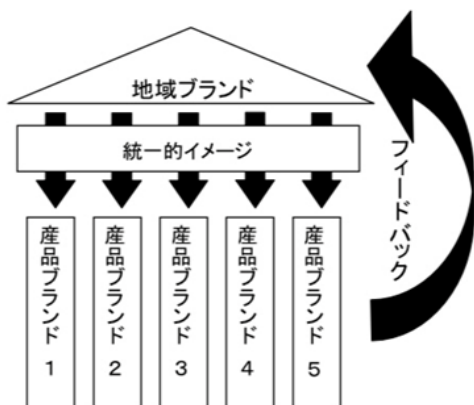 地域ブランド
統一的イメージ
産品ブランド1
産品ブランド2
産品ブランド3
産品ブランド4
産品ブランド5
フィードバック